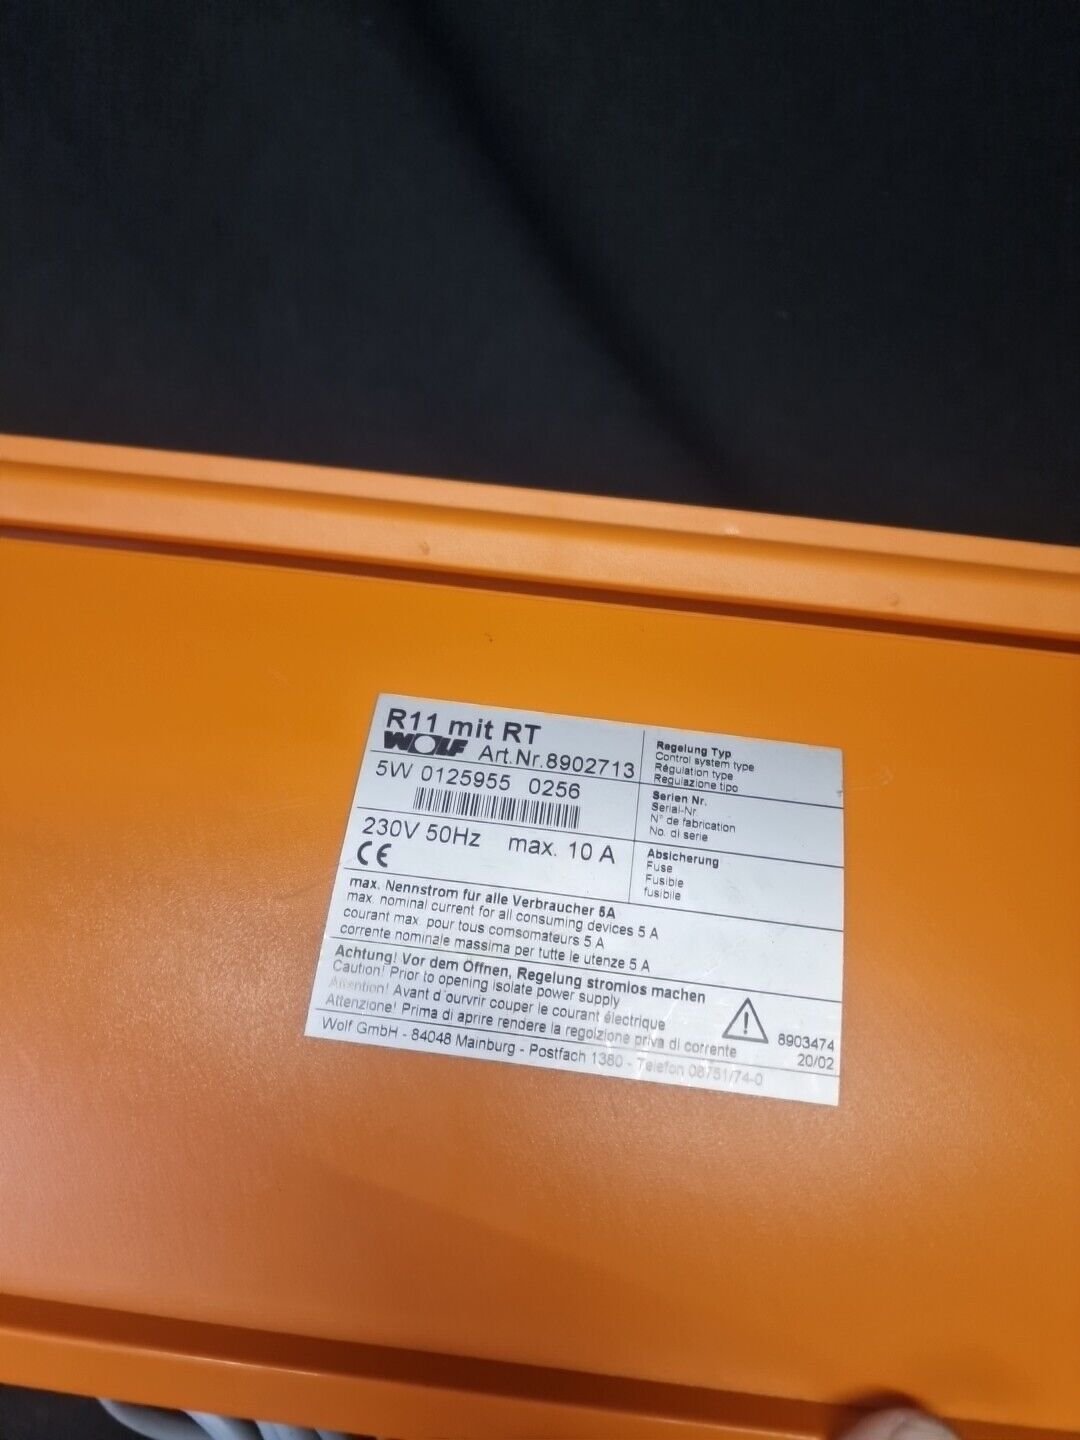 R11 mit RT
WOLF Art.Nr.8902713
Regelung Typ
Control system type
Régulation type
Regulazione tipo
5W 0125955 0256
Serien Nr.
Serial-Nr
N° de fabrication
No. di serie
230V 50Hz max. 10 A
CE
Absicherung
Fuse
Fusible
fusibile
max. Nennstrom für alle Verbraucher 5A
max. nominal current for all consuming devices 5 A
courant max. pour tous comsomateurs 5 A
corrente nominale massima per tutte le utenze 5 A
Achtung! Vor dem Öffnen, Regelung stromlos machen
Caution! Prior to opening isolate power supply
Attention! Avant d'ourvrir couper le courant électrique
Attenzione! Prima di aprire rendere la regolzione priva di corrente
8903474
20/02
Wolf GmbH - 84048 Mainburg - Postfach 1380 - Telefon 08751/74-0